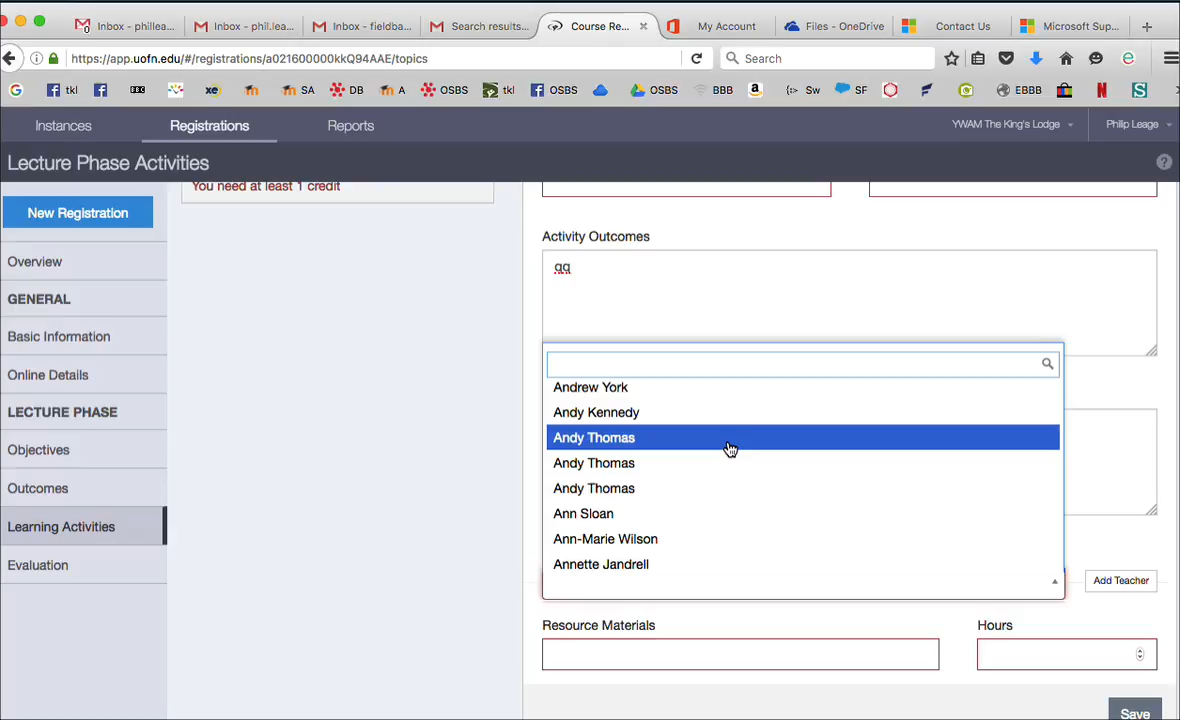 Inbox - phillea...
Inbox - phil.lea...
Inbox - fieldba...
Search results...
Course Re...
My Account
Files - OneDrive
Contact Us
Microsoft Sup...
https://app.uofn.edu/#/registrations/a021600000kkQ94AAE/topics
Search
tkl
SA
DB
A
OSBS
tkl
OSBS
OSBS
BBB
Sw
SF
EBBB
Instances
Registrations
Reports
YWAM The King's Lodge
Philip Leage
Lecture Phase Activities
You need at least 1 credit
New Registration
Overview
GENERAL
Basic Information
Online Details
LECTURE PHASE
Objectives
Outcomes
Learning Activities
Evaluation
Activity Outcomes
qq
Andrew York
Andy Kennedy
Andy Thomas
Andy Thomas
Andy Thomas
Ann Sloan
Ann-Marie Wilson
Annette Jandrell
Add Teacher
Resource Materials
Hours
Save